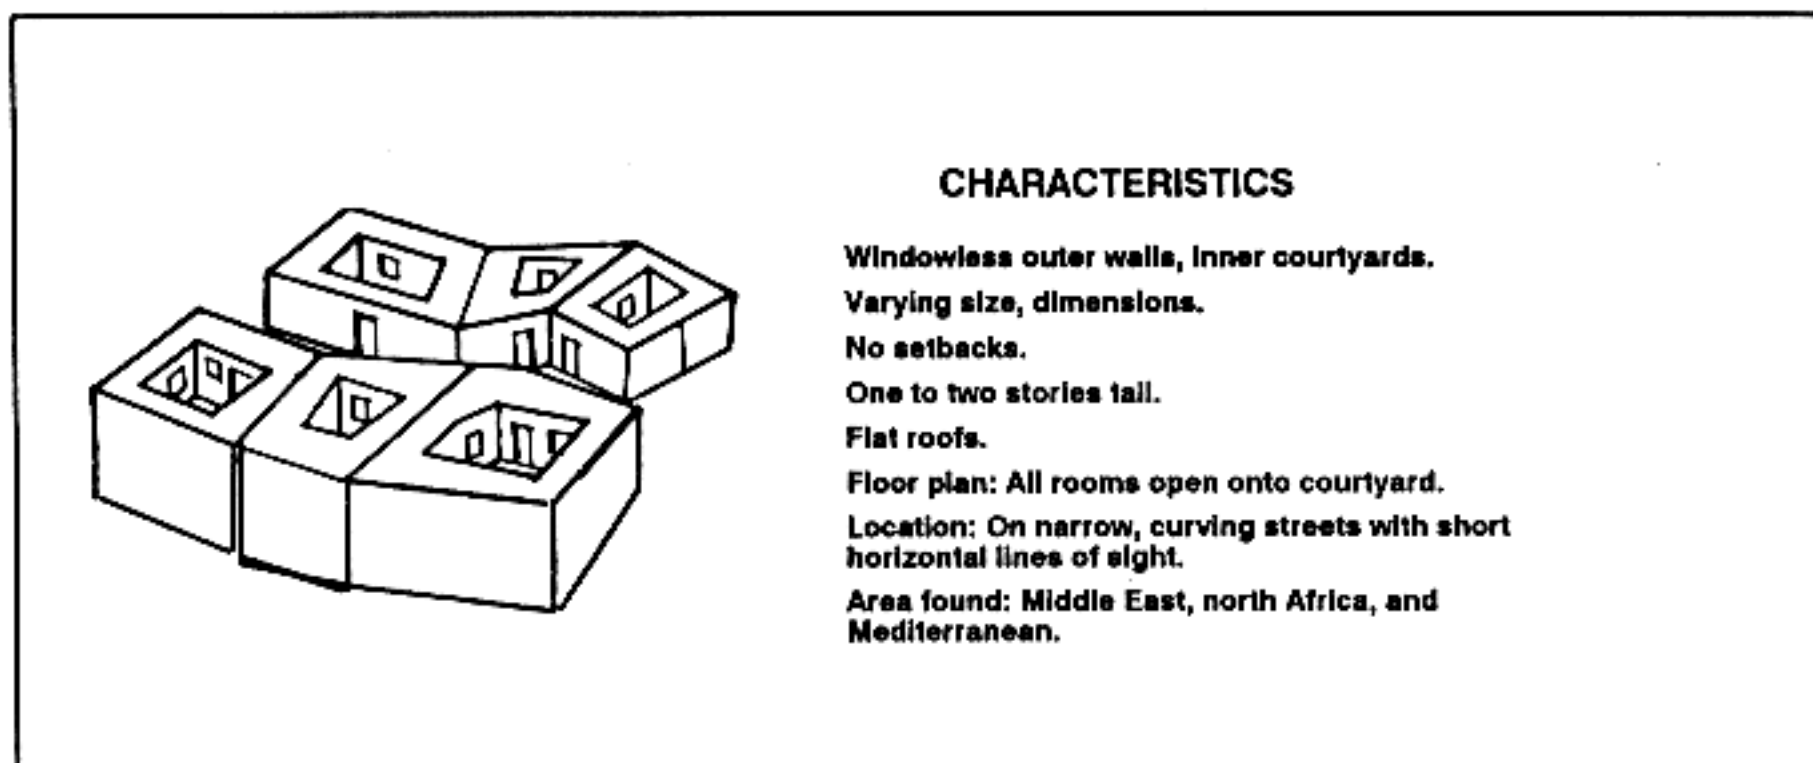 CHARACTERISTICS
Windowless outer walls, inner courtyards.
Varying size, dimensions.
No setbacks.
One to two stories tall.
Flat roofs.
Floor plan: All rooms open onto courtyard.
Location: On narrow, curving streets with short
horizontal lines of sight.
Area found: Middle East, north Africa, and
Mediterranean.